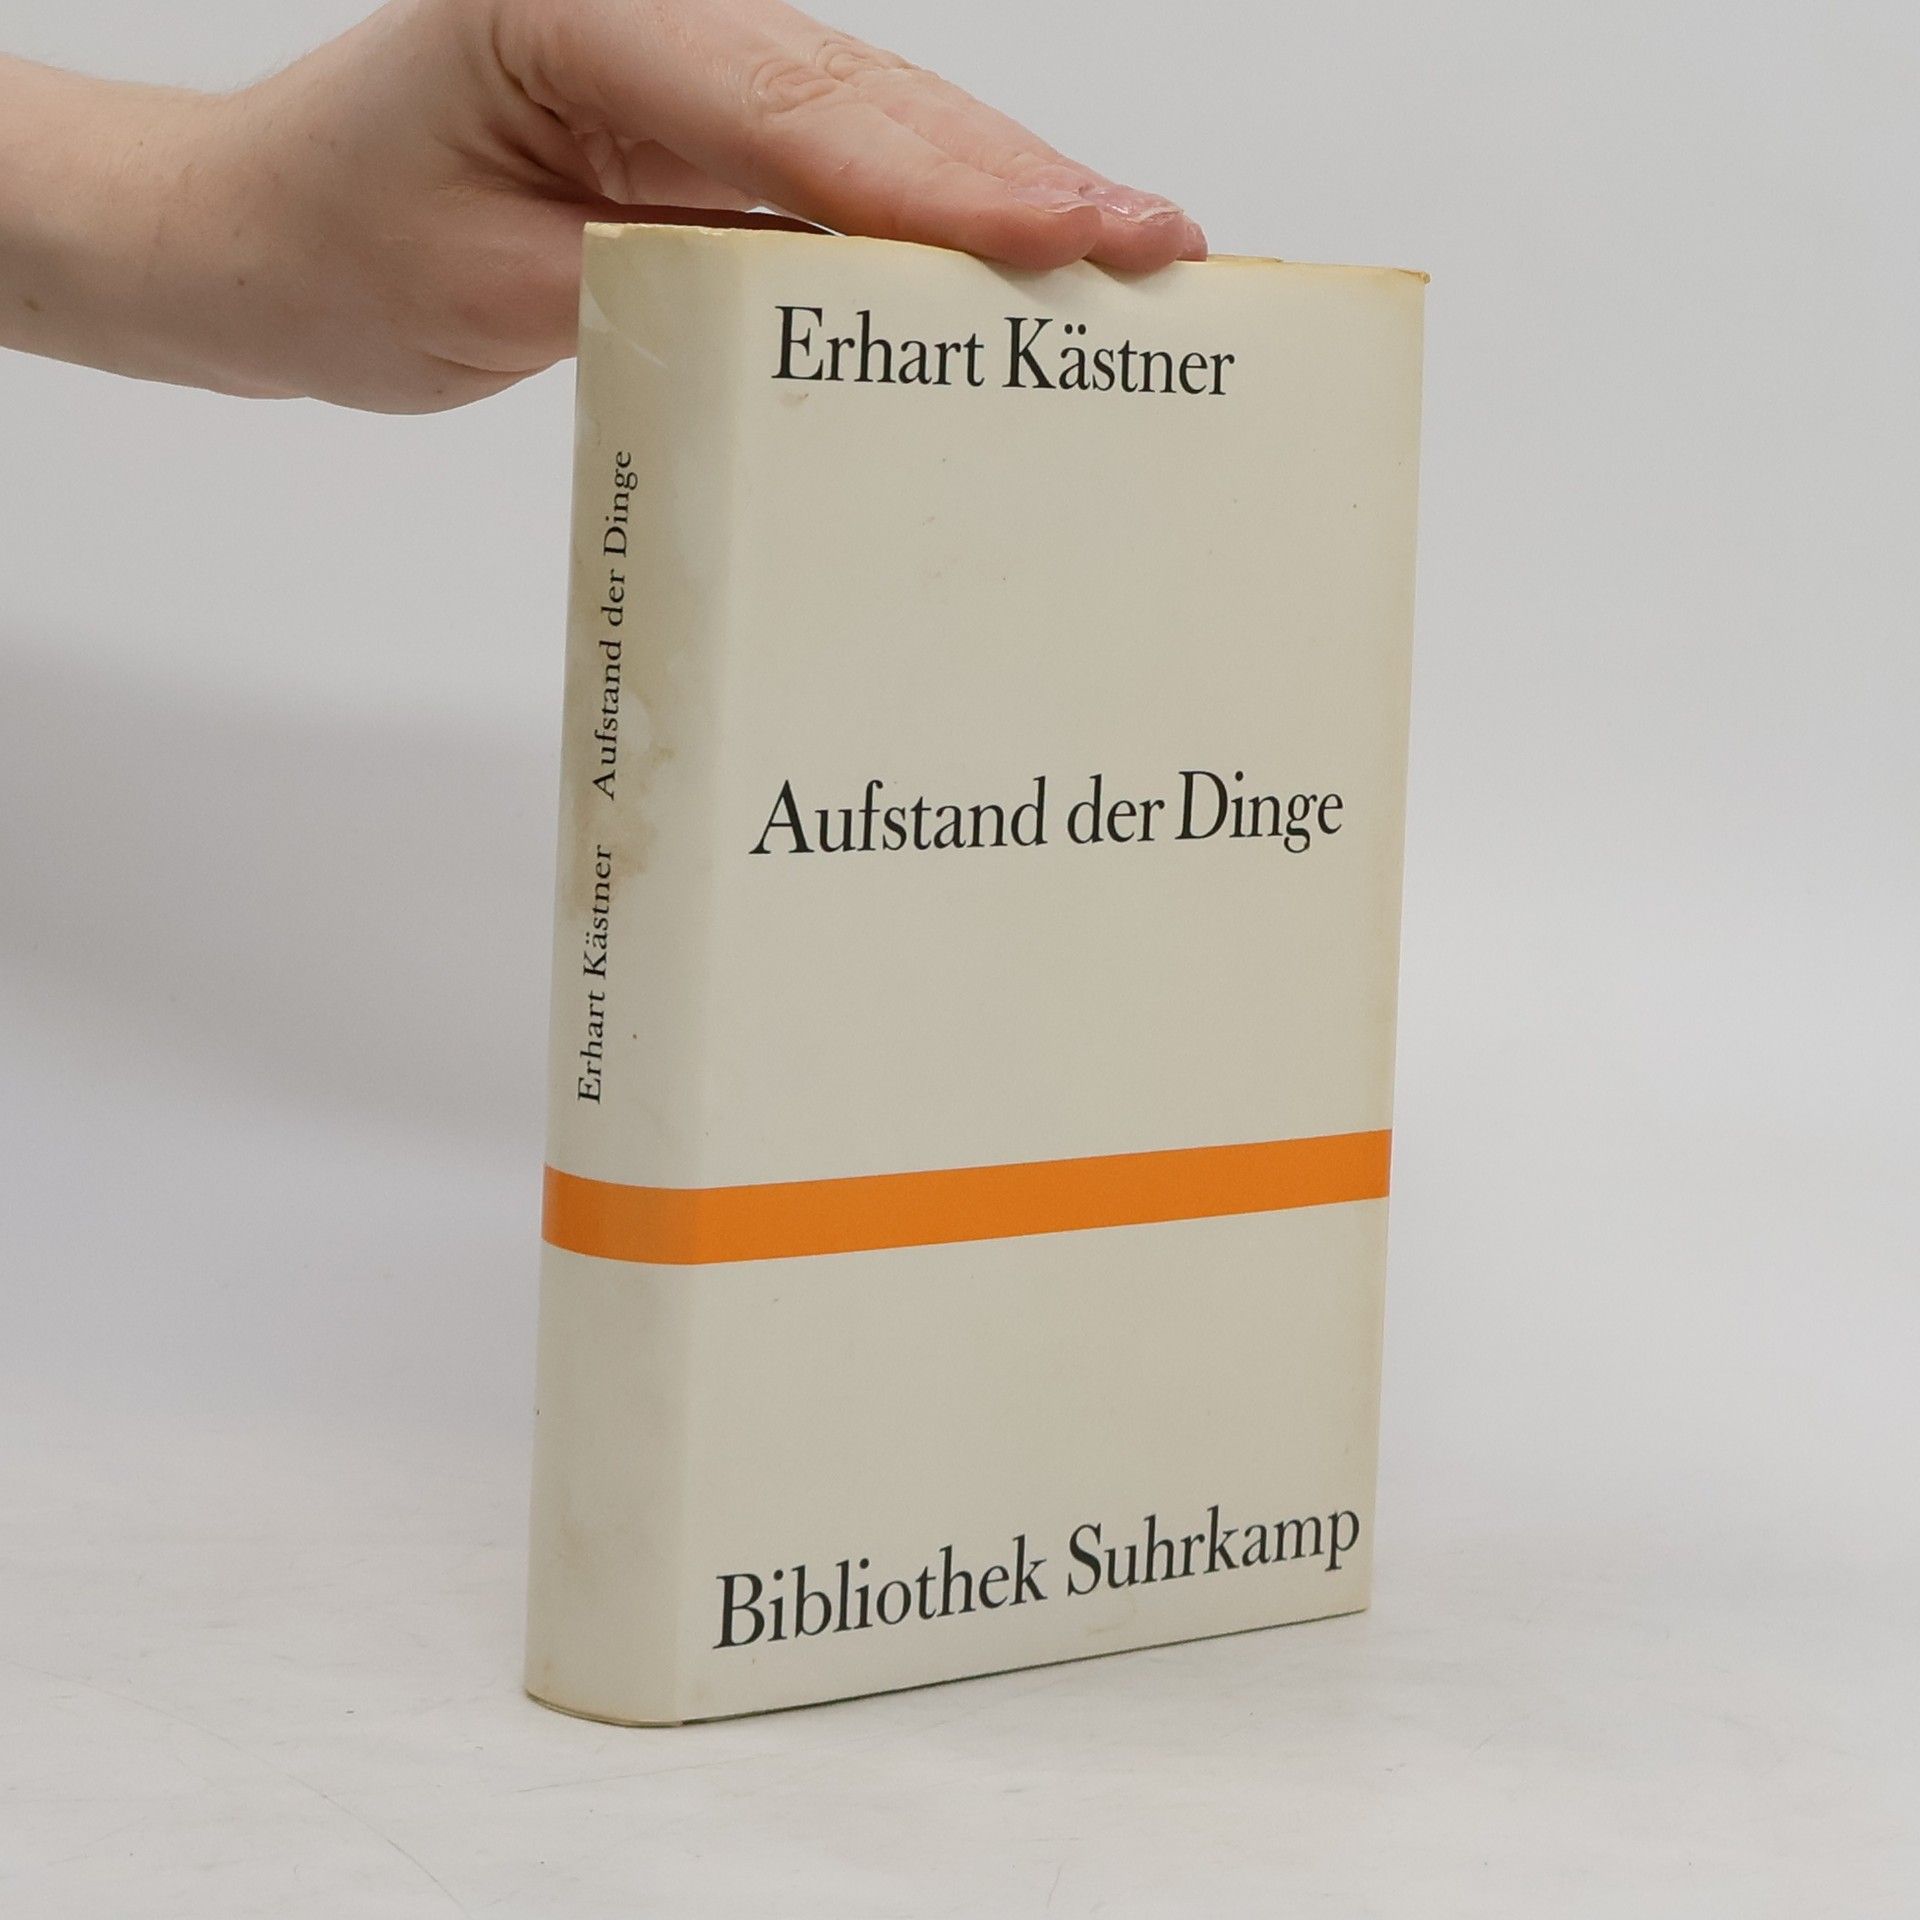 Erhart Kästner
Aufstand der Dinge
Bibliothek Suhrkamp
Erhart Kästner Aufstand der Dinge